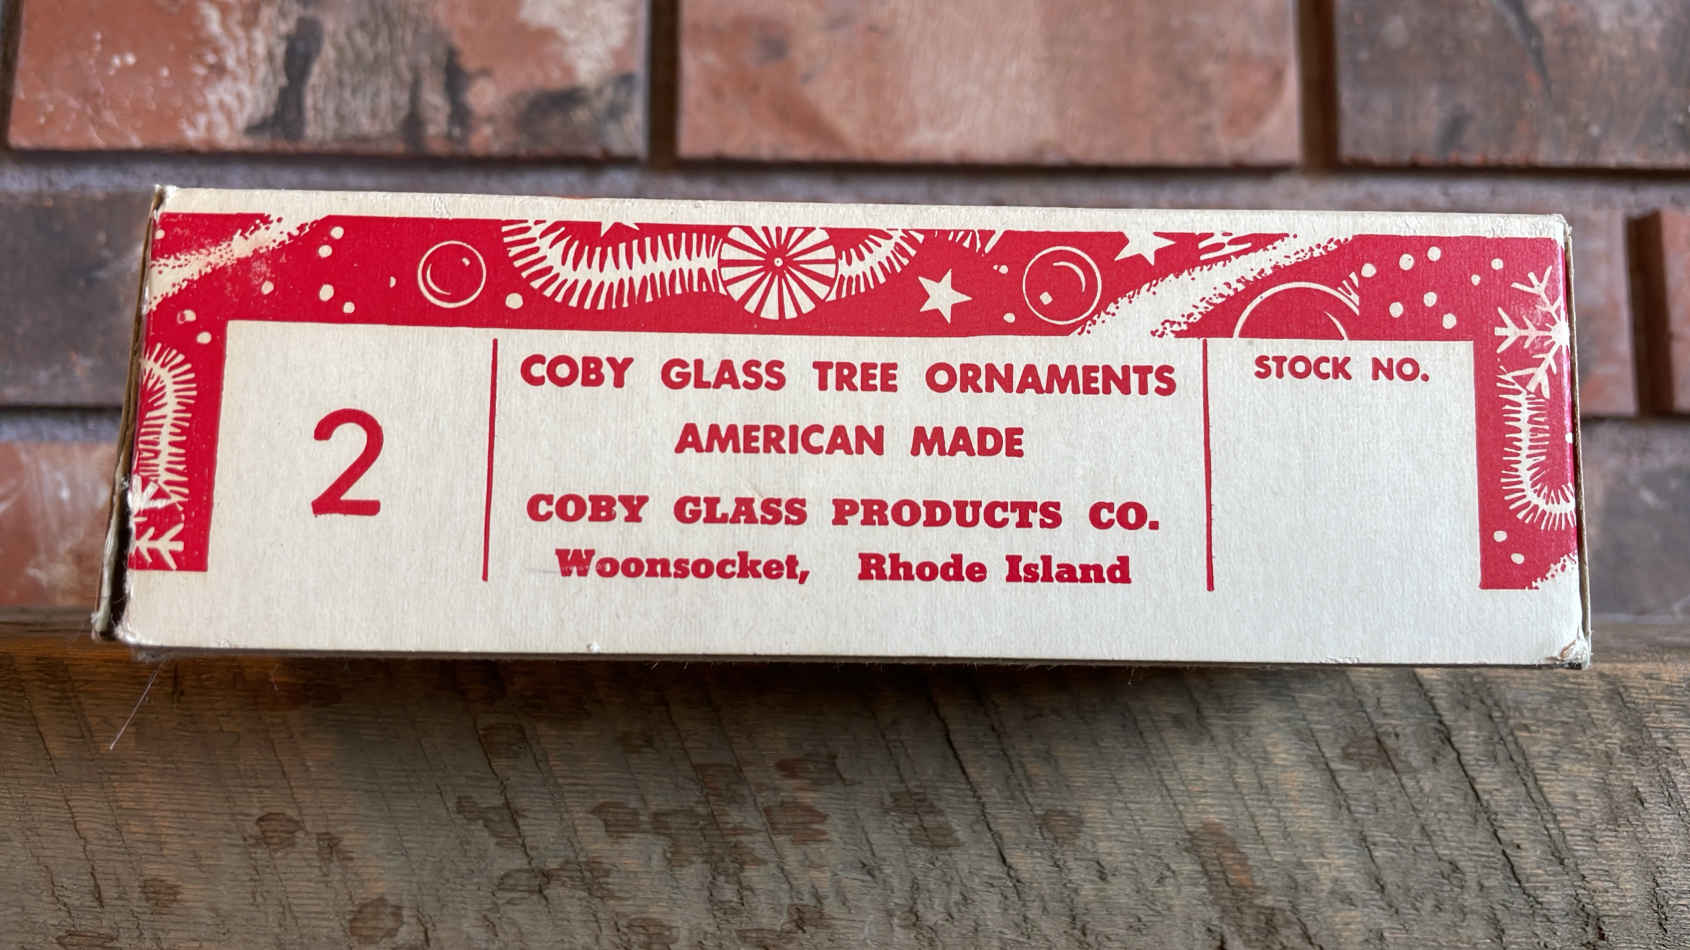 2
COBY GLASS TREE ORNAMENTS
AMERICAN MADE
COBY GLASS PRODUCTS CO.
Woonsocket, Rhode Island
STOCK NO.